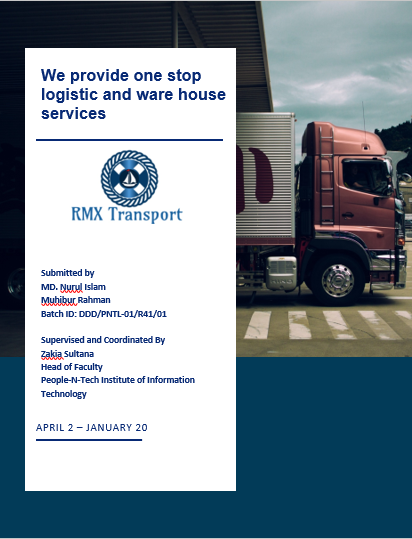 We provide one stop
logistic and ware house
services
RMX Transport
Submitted by
MD. Nurul Islam
Muhibur Rahman
Batch ID: DDD/PNTL-01/R41/01
Supervised and Coordinated By
Zakia Sultana
Head of Faculty
People-N-Tech Institute of Information
Technology
APRIL 2 – JANUARY 20